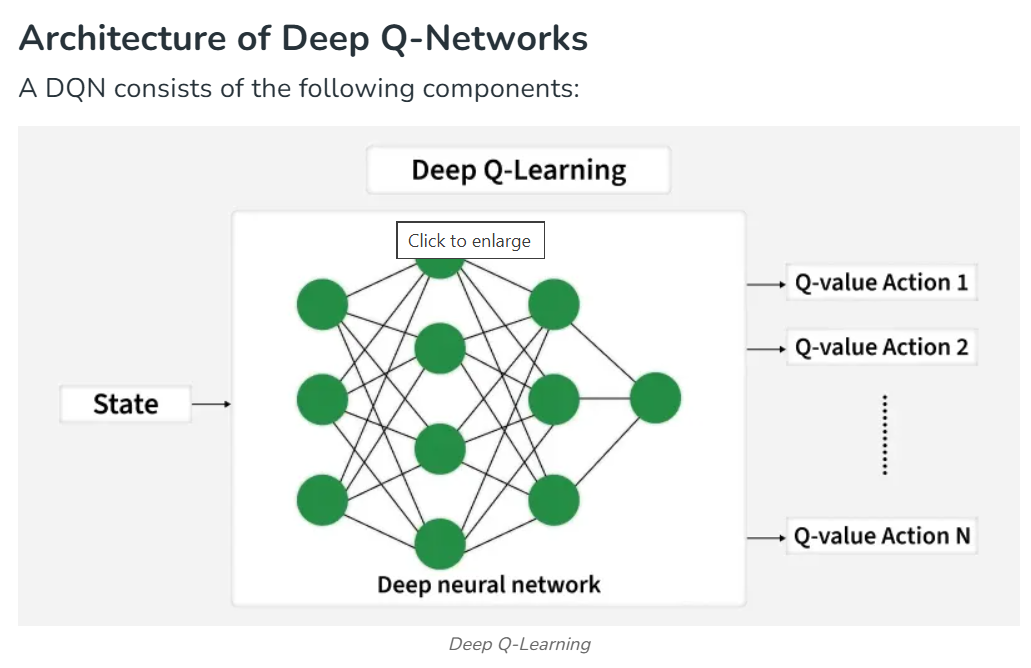 Architecture of Deep Q-Networks
A DQN consists of the following components:
Deep Q-Learning
Click to enlarge
Q-value Action 1
Q-value Action 2
State
Q-value Action N
Deep neural network
Deep Q-Learning